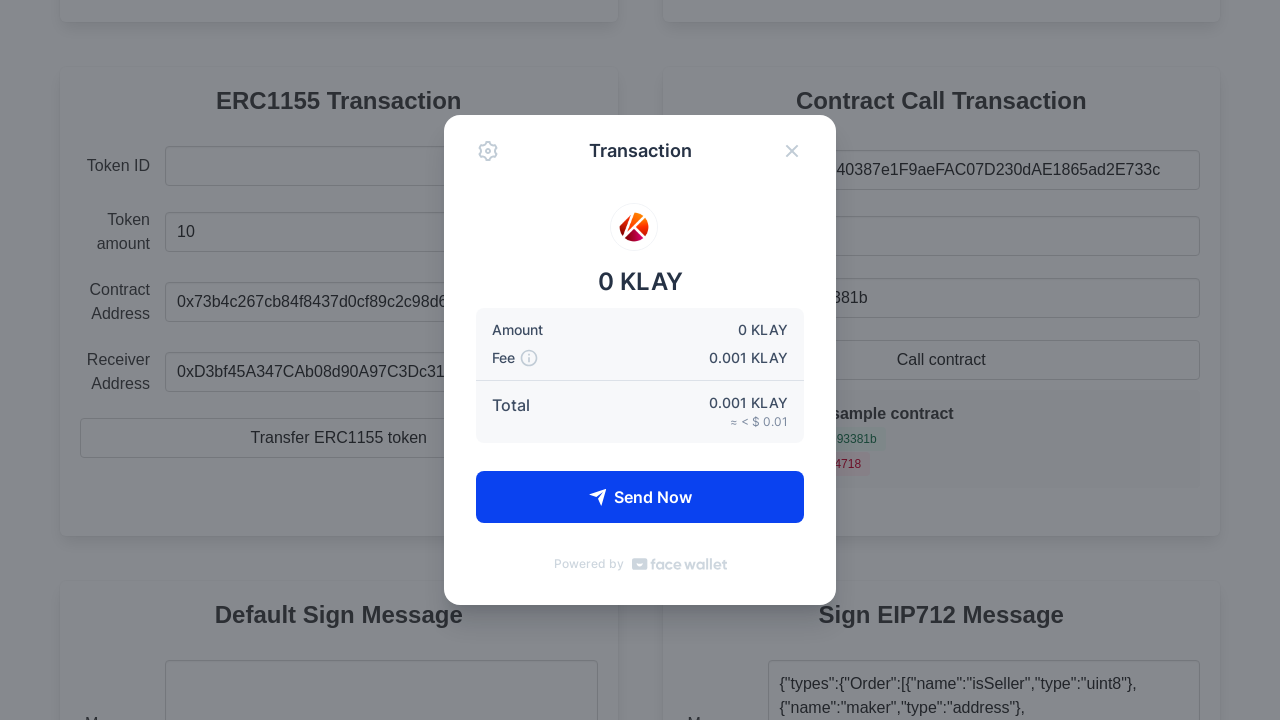 ERC1155 Transaction
Token ID
Token
amount
10
Contract
Address
0x73b4c267cb84f8437d0cf89c2c98d6
Receiver
Address
0xD3bf45A347CAb08d90A97C3Dc31
Transfer ERC1155 token
Contract Call Transaction
40387e1F9aeFAC07D230dAE1865ad2E733c
381b
Call contract
sample contract
93381b
4718
Transaction
0 KLAY
Amount 0 KLAY
Fee 0.001 KLAY
Total 0.001 KLAY
≈ < $ 0.01
Send Now
Powered by face wallet
Default Sign Message
Sign EIP712 Message
{"types":{"Order":[{"name":"isSeller","type":"uint8"},
{"name":"maker","type":"address"},